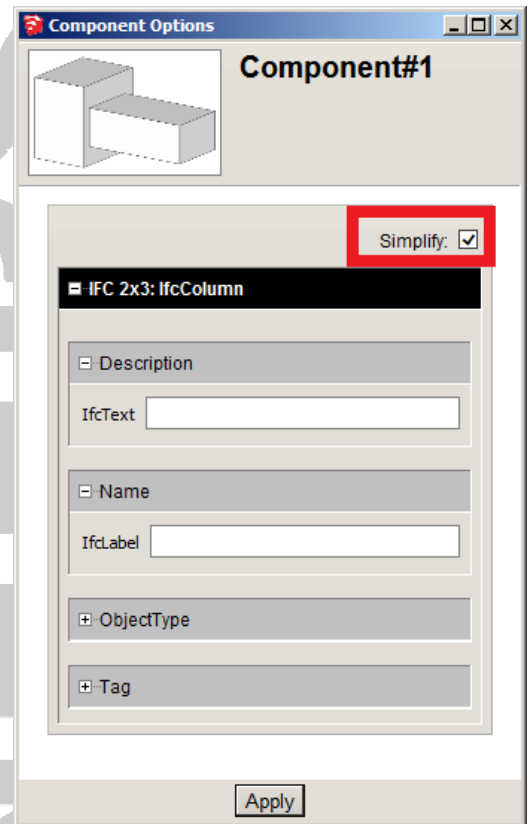 Component Options
Component#1
Simplify:
IFC 2x3: IfcColumn
Description
IfcText
Name
IfcLabel
ObjectType
Tag
Apply